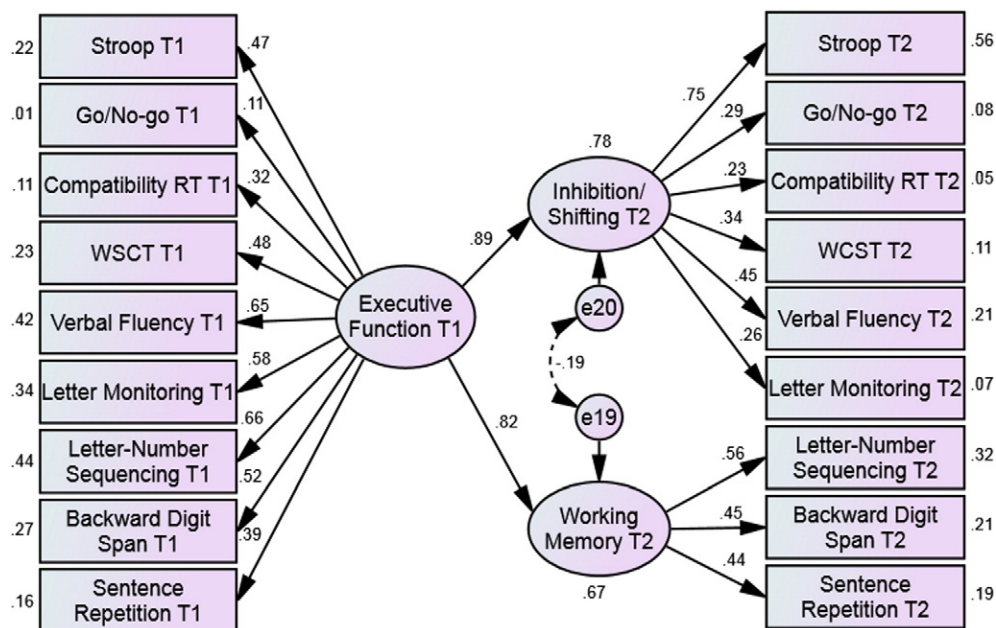 .22
Stroop T1
.47
.01
Go/No-go T1
.11
.11
Compatibility RT T1
.32
.23
WSCT T1
.48
.42
Verbal Fluency T1
.65
.34
Letter Monitoring T1
.58
.44
Letter-Number
Sequencing T1
.66
.27
Backward Digit
Span T1
.52
.16
Sentence
Repetition T1
.39
Executive
Function T1
.89
.82
.78
Inhibition/
Shifting T2
e20
-.19
e19
Working
Memory T2
.67
.75
Stroop T2
.56
.29
Go/No-go T2
.08
.23
Compatibility RT T2
.05
.34
WCST T2
.11
.45
Verbal Fluency T2
.21
.26
Letter Monitoring T2
.07
.56
Letter-Number
Sequencing T2
.32
.45
Backward Digit
Span T2
.21
.44
Sentence
Repetition T2
.19